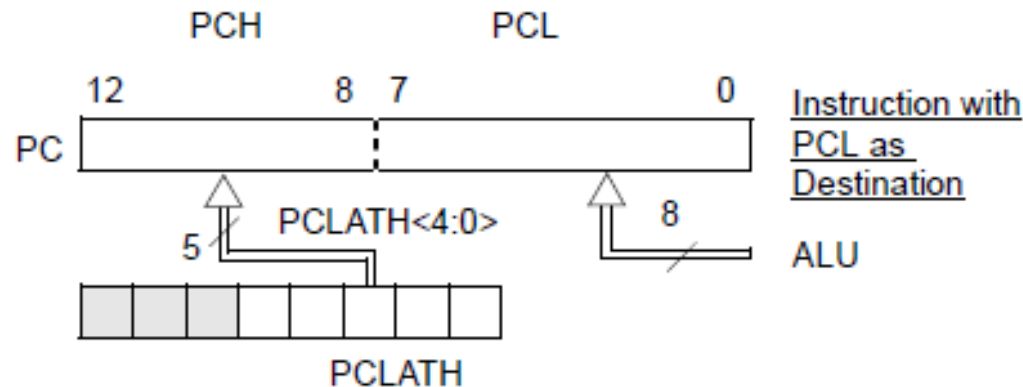 PCH PCL
12 8 7 0
Instruction with
PC
PCL as
Destination
PCLATH<4:0>
8
5
ALU
PCLATH